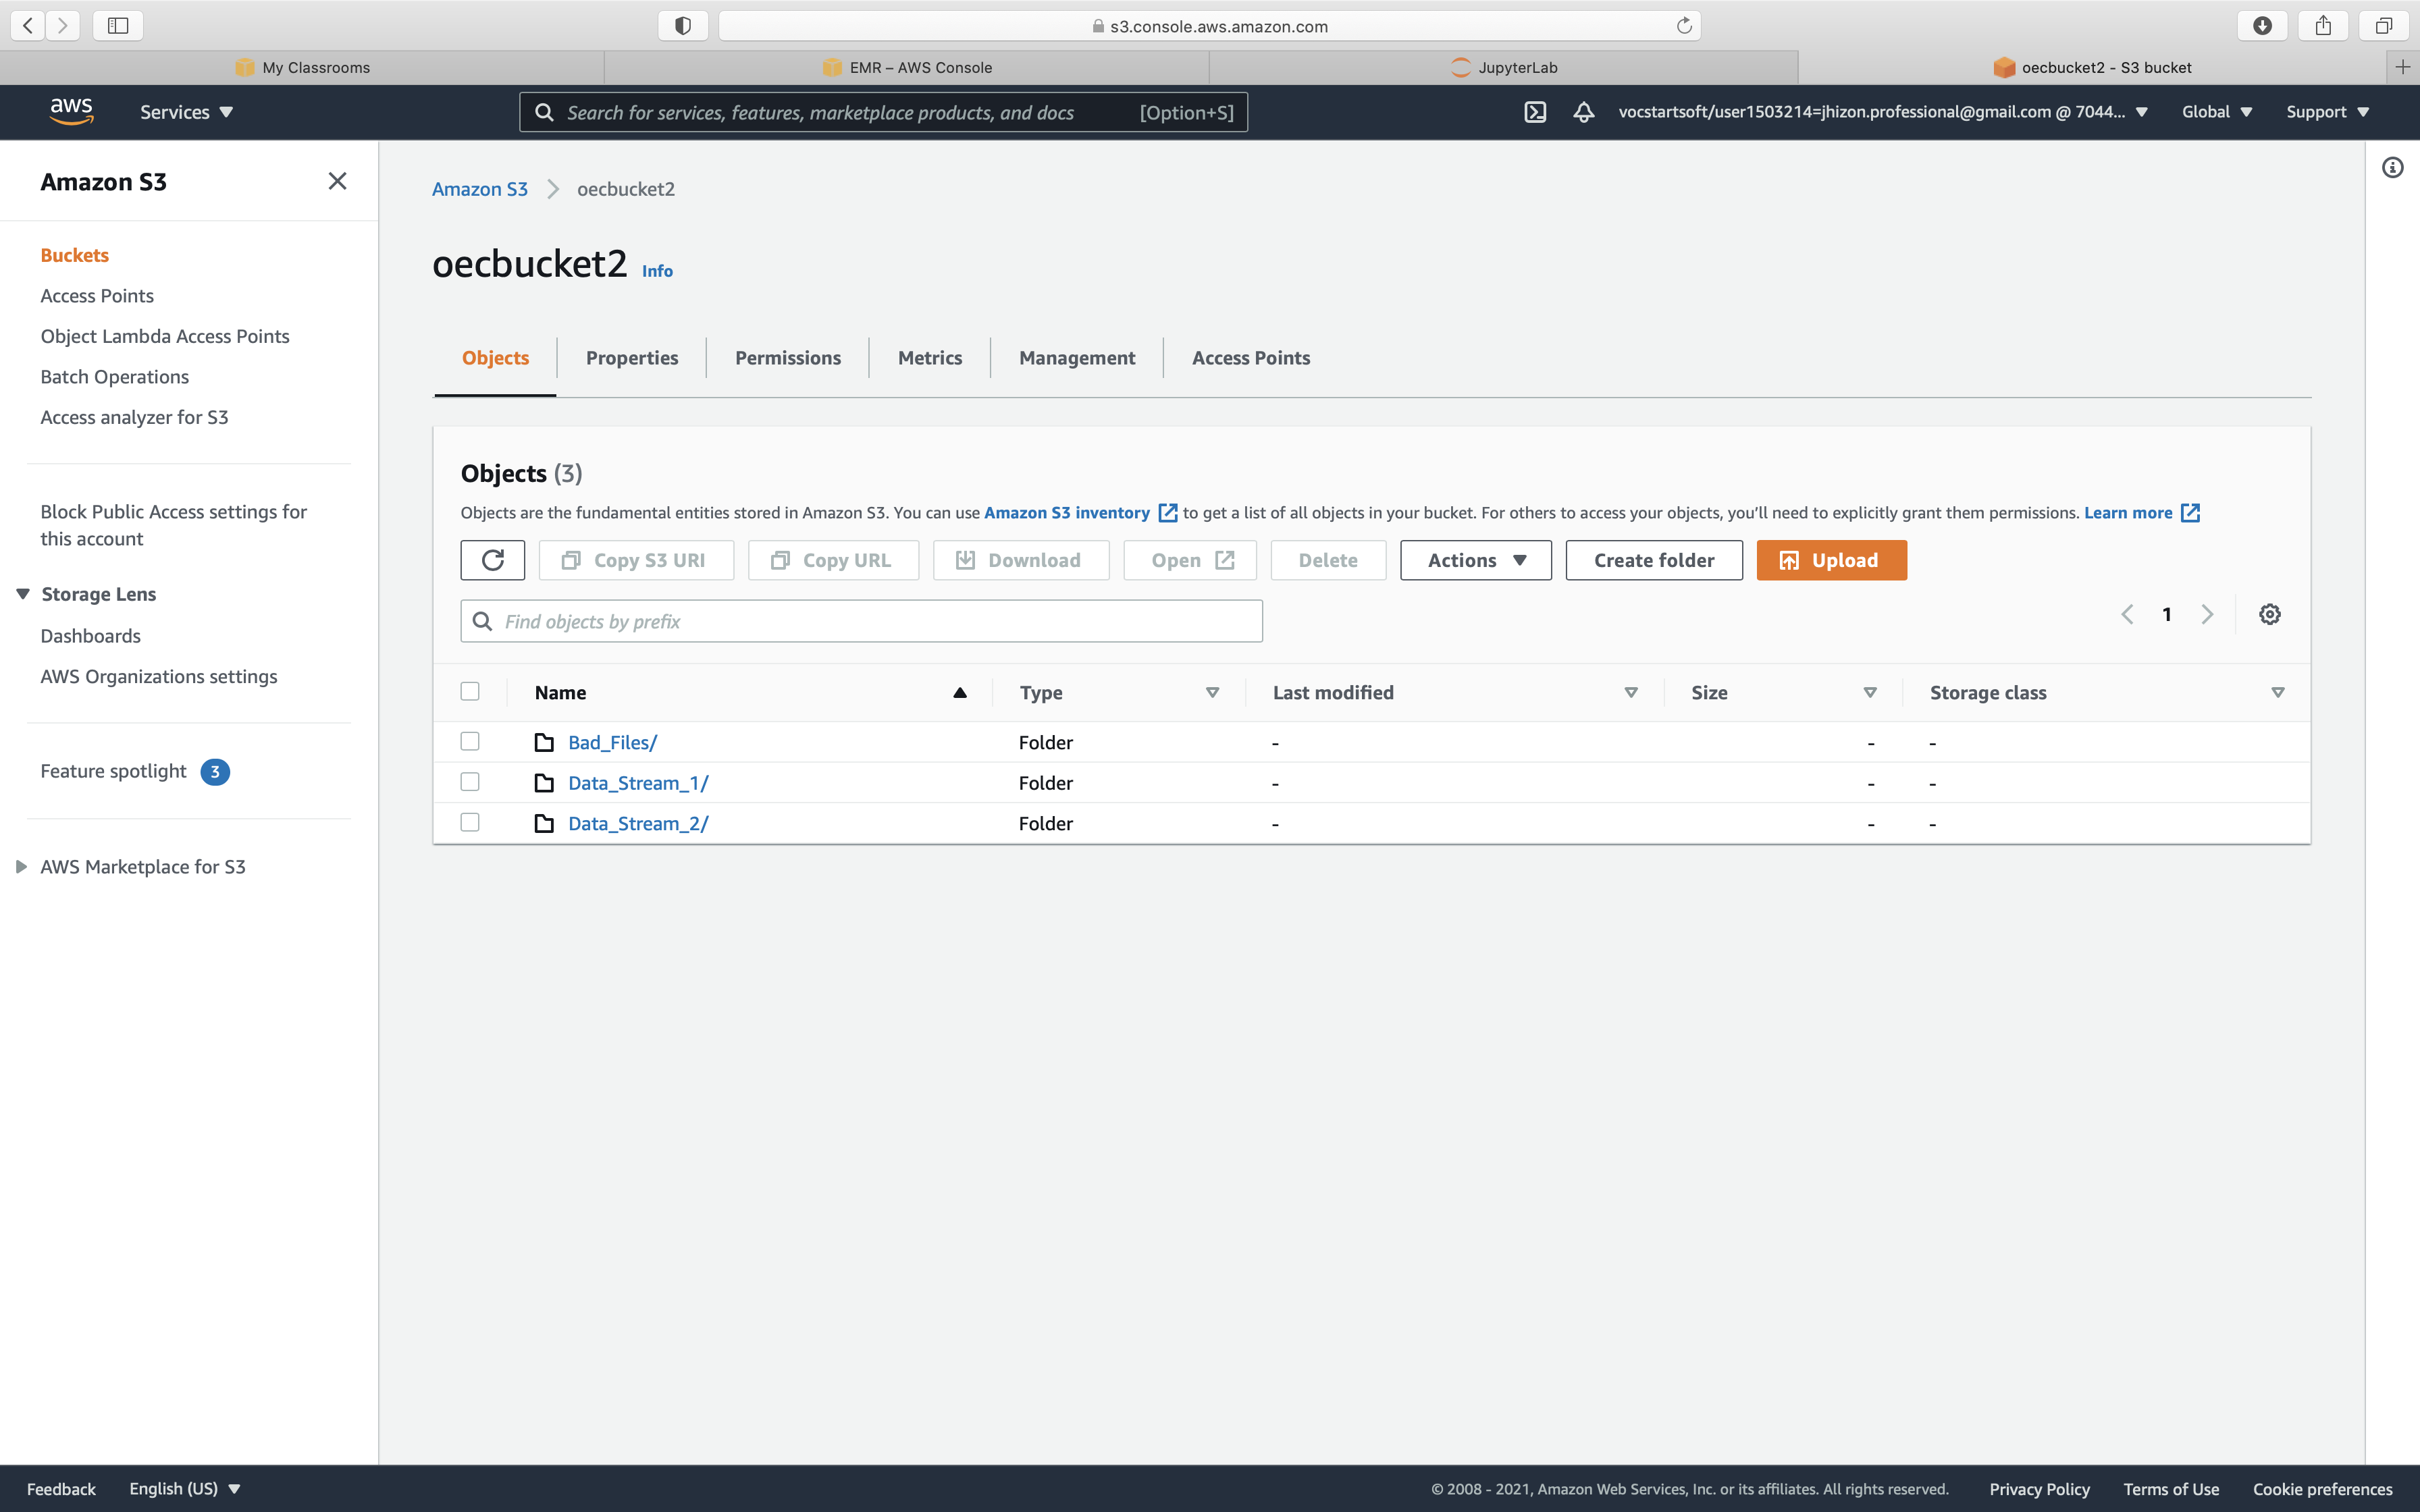 s3.console.aws.amazon.com
My Classrooms
EMR – AWS Console
JupyterLab
oecbucket2 - S3 bucket
aws
Services
Search for services, features, marketplace products, and docs [Option+S]
vocstartsoft/user1503214=jhizon.professional@gmail.com @ 7044...
Global
Support
Amazon S3
Buckets
Access Points
Object Lambda Access Points
Batch Operations
Access analyzer for S3
Block Public Access settings for
this account
Storage Lens
Dashboards
AWS Organizations settings
Feature spotlight 3
AWS Marketplace for S3
Amazon S3 oecbucket2
oecbucket2 Info
Objects Properties Permissions Metrics Management Access Points
Objects (3)
Objects are the fundamental entities stored in Amazon S3. You can use Amazon S3 inventory to get a list of all objects in your bucket. For others to access your objects, you'll need to explicitly grant them permissions. Learn more
Copy S3 URI Copy URL Download Open Delete Actions Create folder Upload
Find objects by prefix
1
Name Type Last modified Size Storage class
Bad_Files/ Folder - - -
Data_Stream_1/ Folder - - -
Data_Stream_2/ Folder - - -
Feedback English (US) © 2008 - 2021, Amazon Web Services, Inc. or its affiliates. All rights reserved. Privacy Policy Terms of Use Cookie preferences